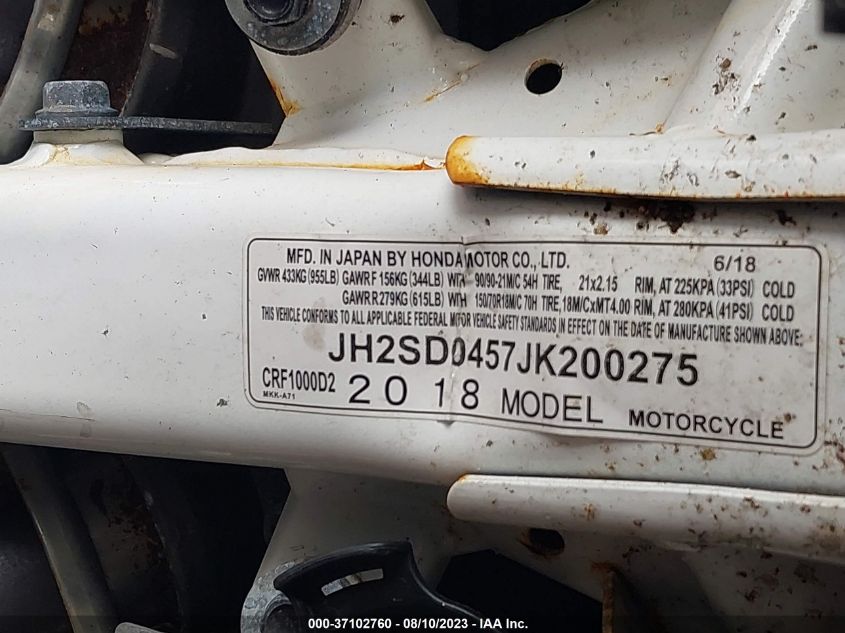 MFD. IN JAPAN BY HONDA MOTOR CO., LTD. 6/18
GVWR 433KG (955LB) GAWR F 156KG (344LB) WITH 90/90-21M/C 54H TIRE, 21x2.15 RIM, AT 225KPA (33PSI) COLD
GAWR R 279KG (615LB) WITH 150/70R18M/C 70H TIRE, 18M/CxMT4.00 RIM, AT 280KPA (41PSI) COLD
THIS VEHICLE CONFORMS TO ALL APPLICABLE FEDERAL MOTOR VEHICLE SAFETY STANDARDS IN EFFECT ON THE DATE OF MANUFACTURE SHOWN ABOVE.
JH2SD0457JK200275
CRF1000D2 2018 MODEL MOTORCYCLE
MKK-A71
000-37102760 - 08/10/2023 - IAA Inc.